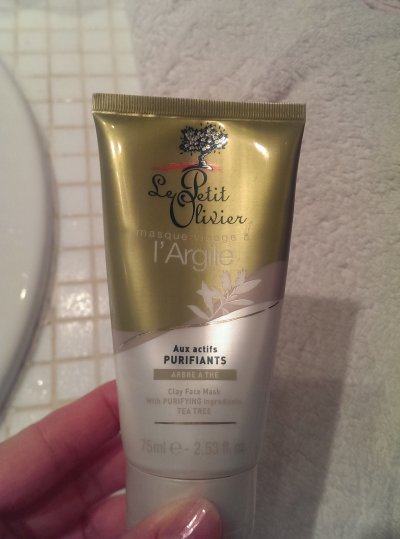 Le Petit
Olivier
masque visage à
l'Argile
Aux actifs
PURIFIANTS
ARBRE A THE
Clay Face Mask
With PURIFYING ingredients
TEA TREE
75ml e - 2.53 fl. oz